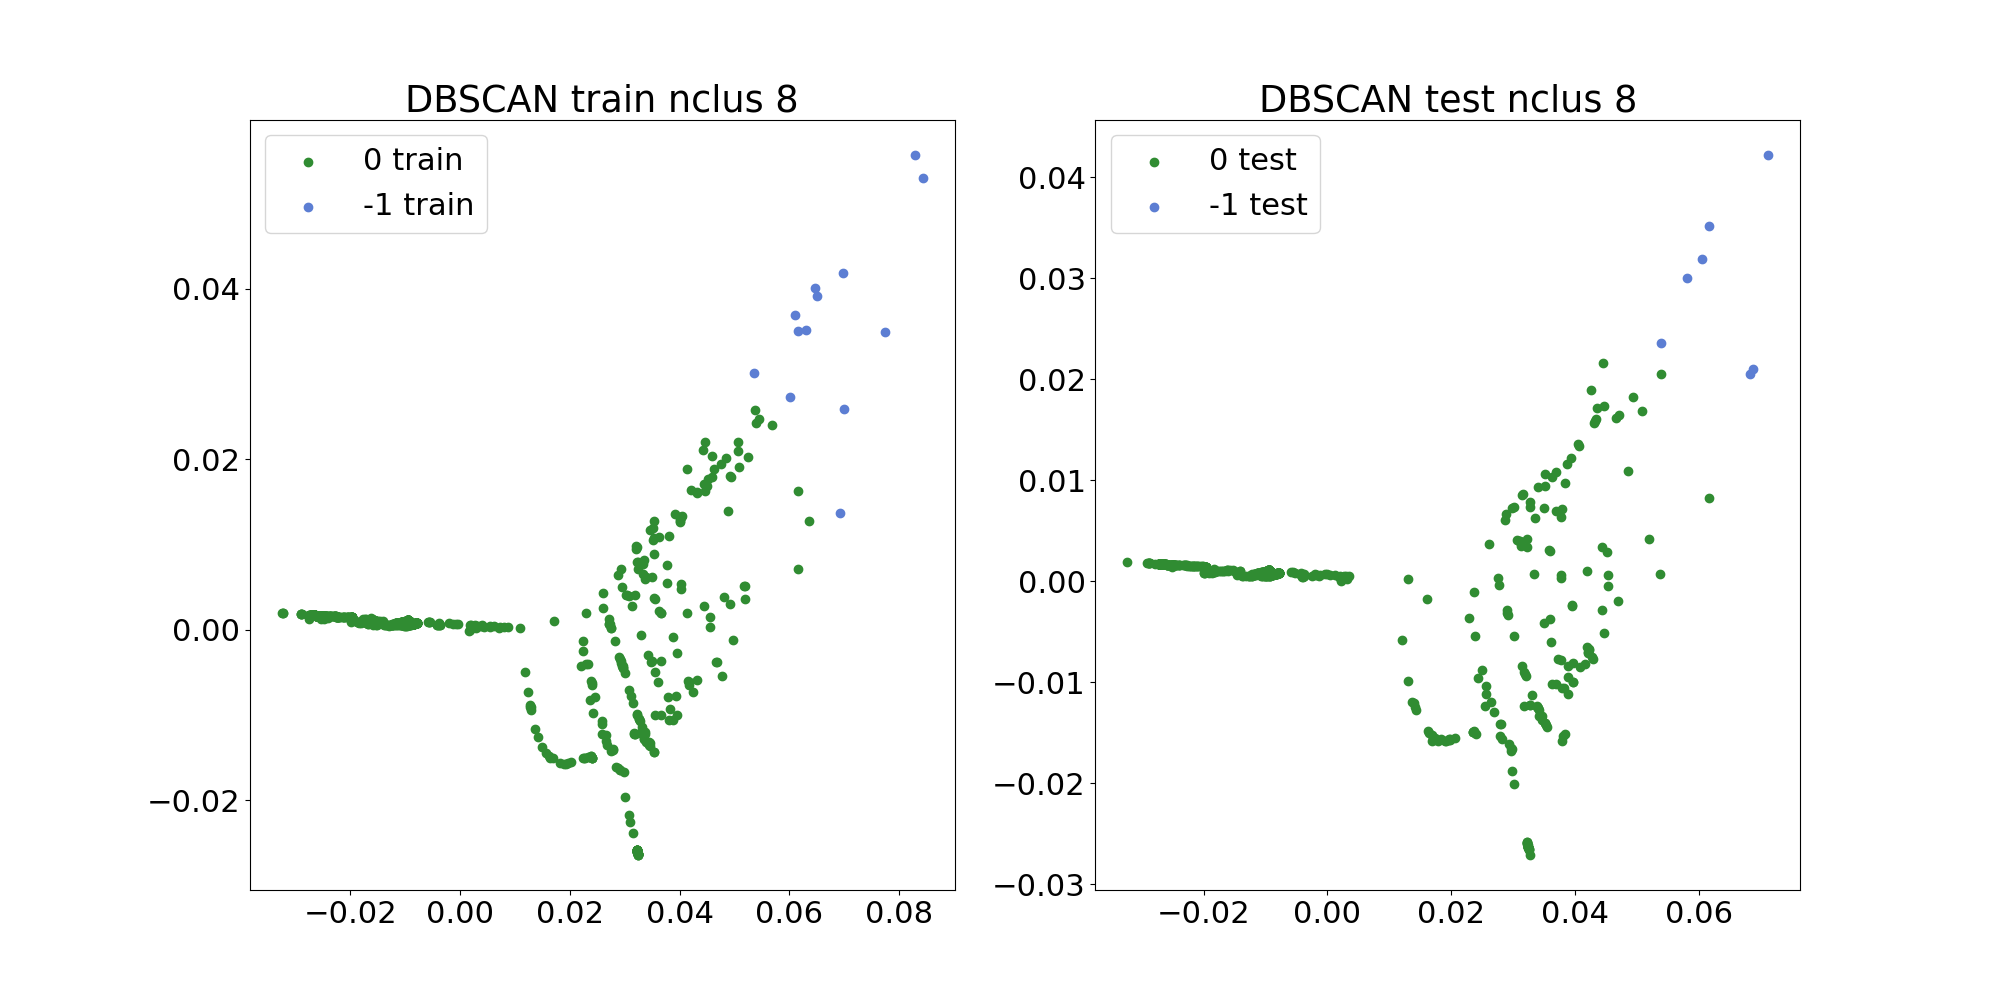 DBSCAN train nclus 8
0 train
-1 train
0.04
0.02
0.00
−0.02
−0.02 0.00 0.02 0.04 0.06 0.08
DBSCAN test nclus 8
0 test
-1 test
0.04
0.03
0.02
0.01
0.00
−0.01
−0.02
−0.03
−0.02 0.00 0.02 0.04 0.06